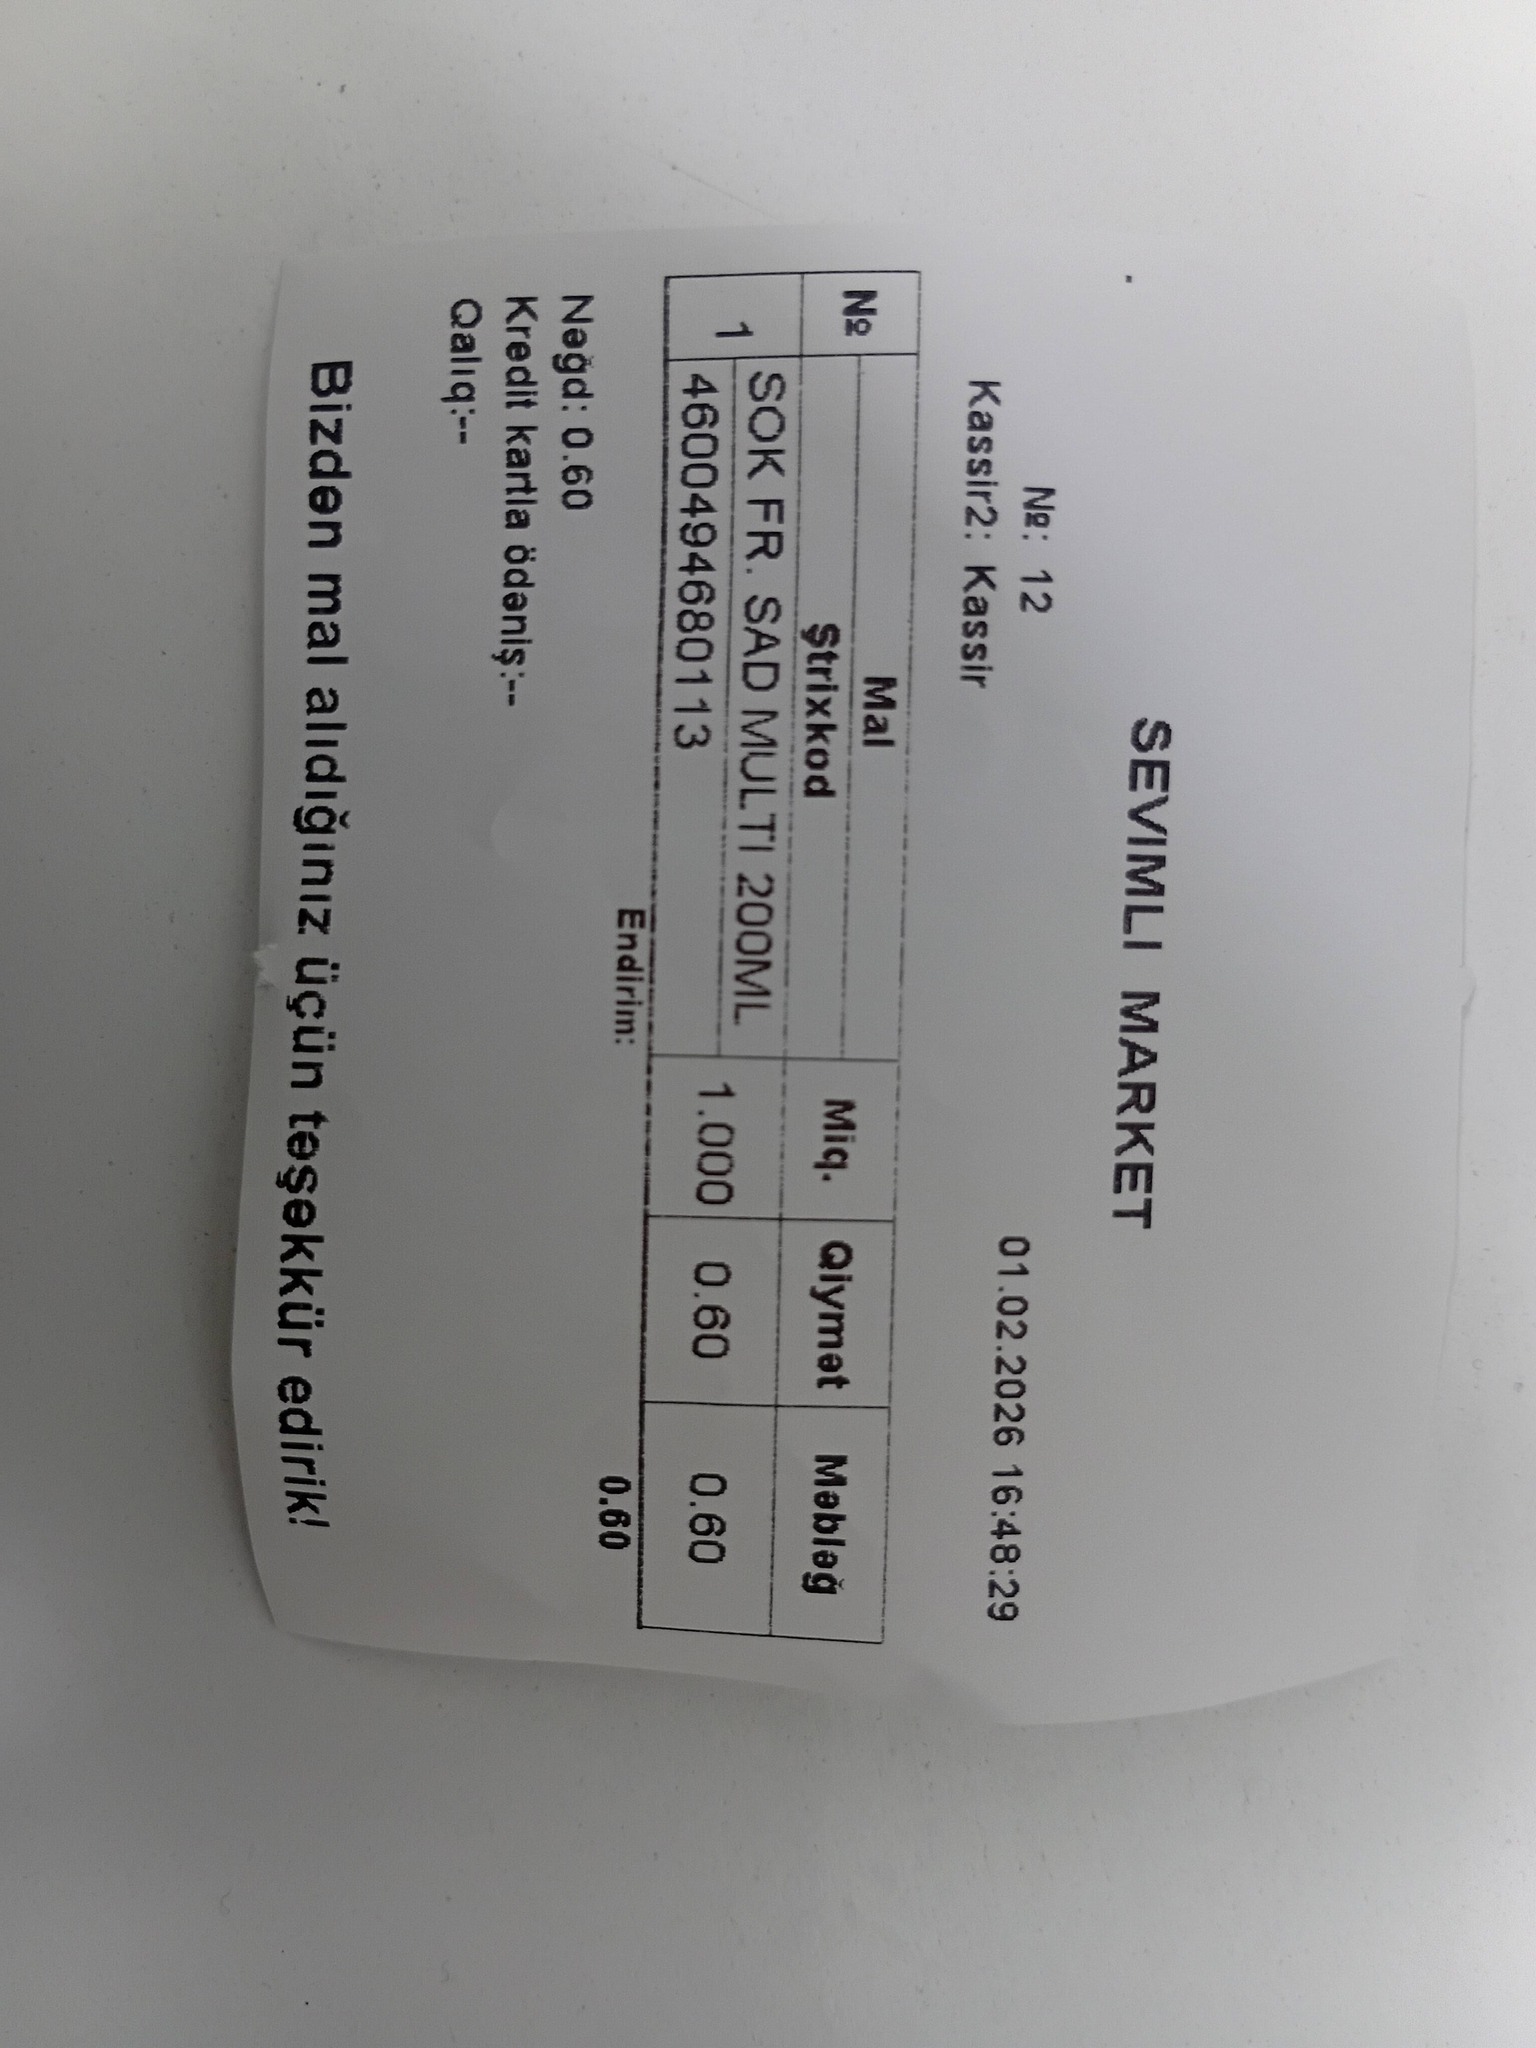 SEVIMLI MARKET
№: 12 01.02.2026 16:48:29
Kassir2: Kassir
№ Mal Miq. Qiymət Məbləğ
Ştrixkod
1 SOK FR. SAD MULTI 200ML 1.000 0.60 0.60
4600494680113
Endirim: 0.60
Nəğd: 0.60
Kredit kartla ödəniş:--
Qalıq:--
Bizdən mal alıdığınız üçün təşəkkür edirik!